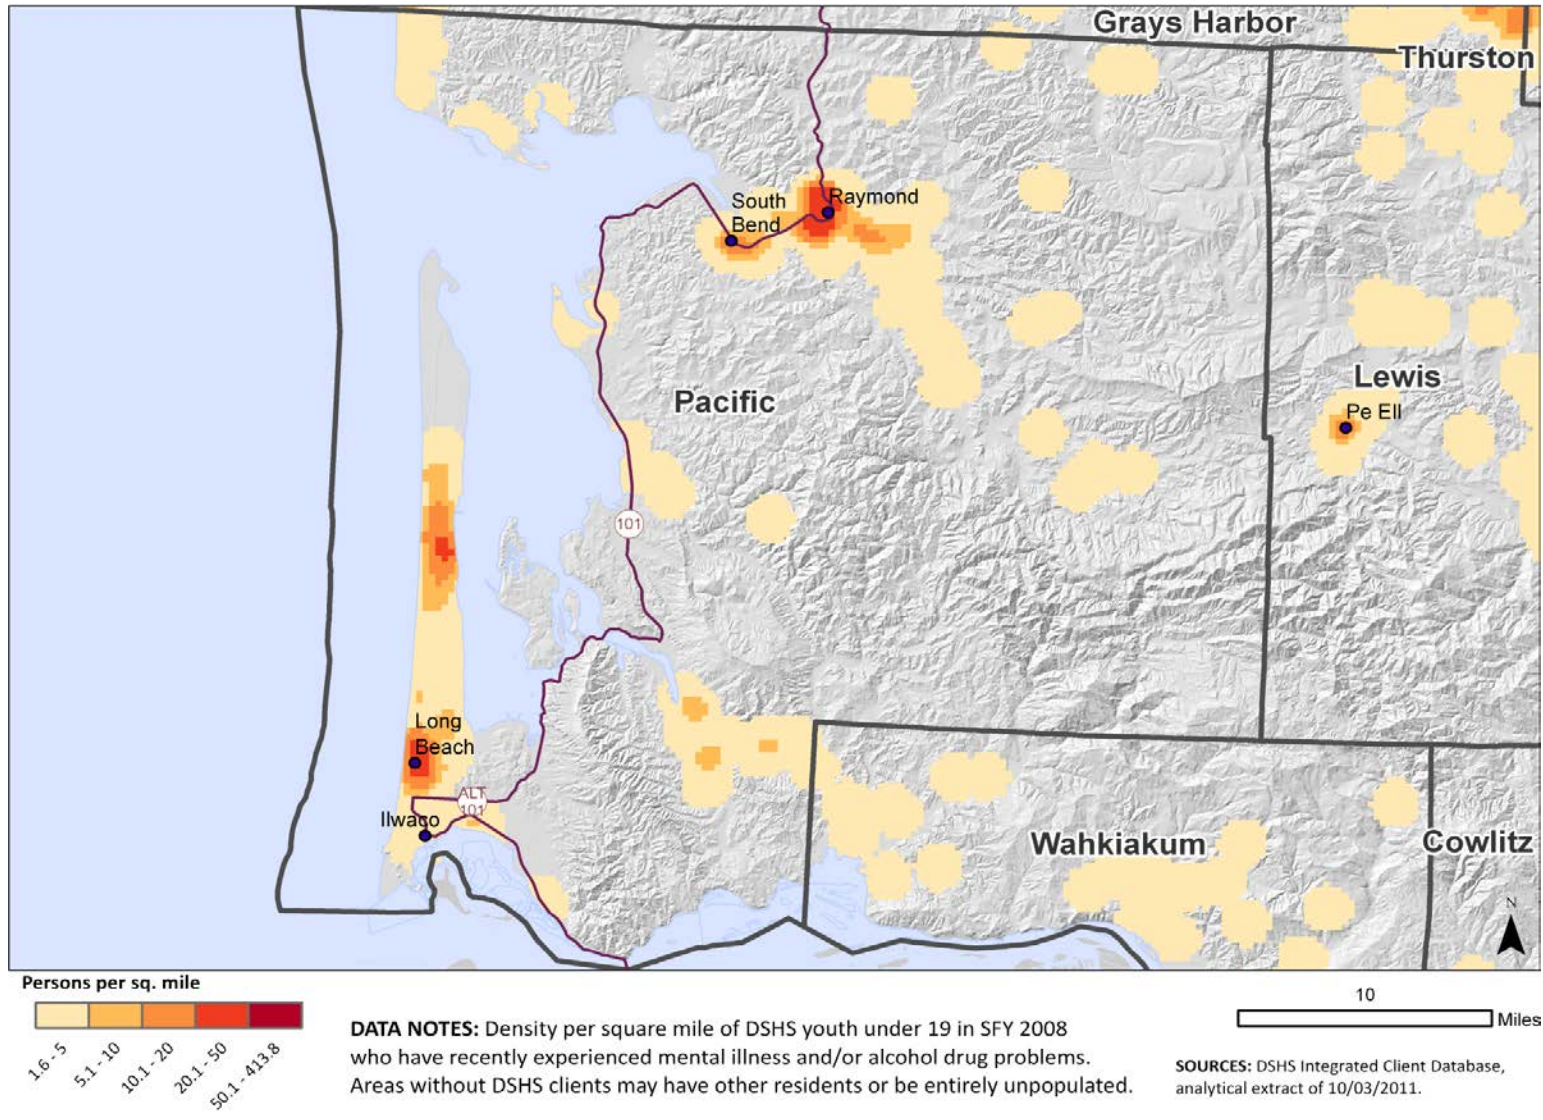 Grays Harbor
Thurston
South
Bend
Raymond
Pacific
Lewis
Pe Ell
101
Long
Beach
ALT
101
Ilwaco
Wahkiakum
Cowlitz
N
Persons per sq. mile
1.6 - 5
5.1 - 10
10.1 - 20
20.1 - 50
50.1 - 413.8
DATA NOTES: Density per square mile of DSHS youth under 19 in SFY 2008
who have recently experienced mental illness and/or alcohol drug problems.
Areas without DSHS clients may have other residents or be entirely unpopulated.
10
Miles
SOURCES: DSHS Integrated Client Database,
analytical extract of 10/03/2011.